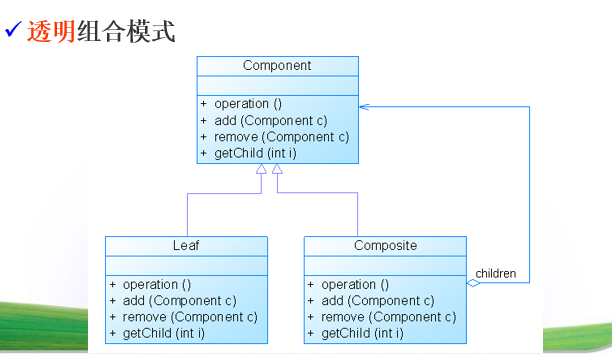 透明组合模式
Component
+ operation ()
+ add (Component c)
+ remove (Component c)
+ getChild (int i)
Leaf
+ operation ()
+ add (Component c)
+ remove (Component c)
+ getChild (int i)
Composite
+ operation ()
+ add (Component c)
+ remove (Component c)
+ getChild (int i)
children